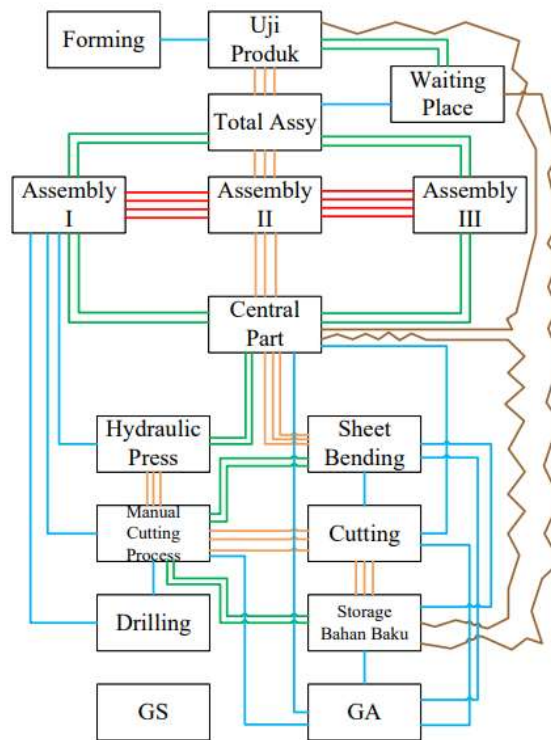 Forming
Uji
Produk
Waiting
Place
Total Assy
Assembly
I
Assembly
II
Assembly
III
Central
Part
Hydraulic
Press
Sheet
Bending
Manual
Cutting
Process
Cutting
Drilling
Storage
Bahan Baku
GS
GA